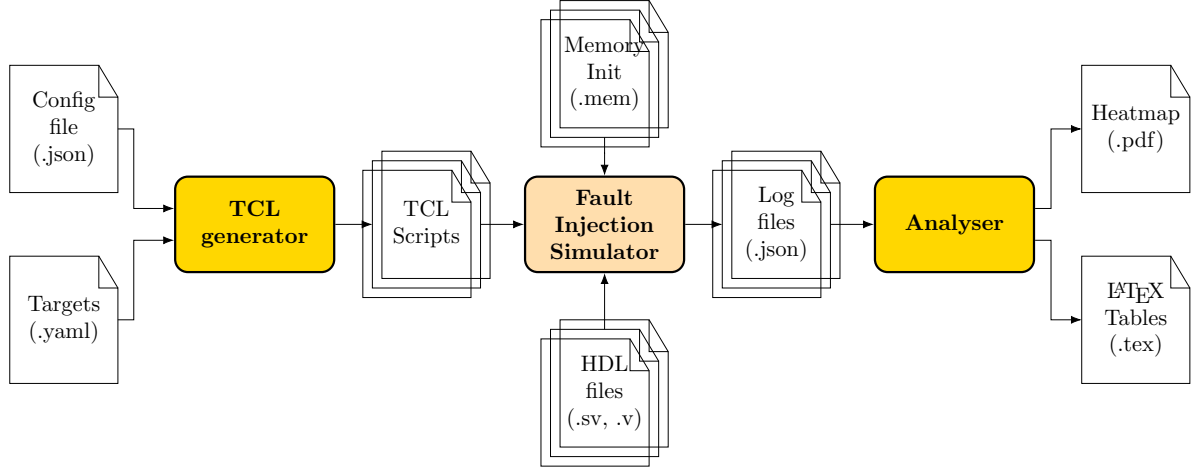 Config
file
(.json)
Targets
(.yaml)
TCL
generator
TCL
Scripts
Memory
Init
(.mem)
Fault
Injection
Simulator
HDL
files
(.sv, .v)
Log
files
(.json)
Analyser
Heatmap
(.pdf)
LATEX
Tables
(.tex)